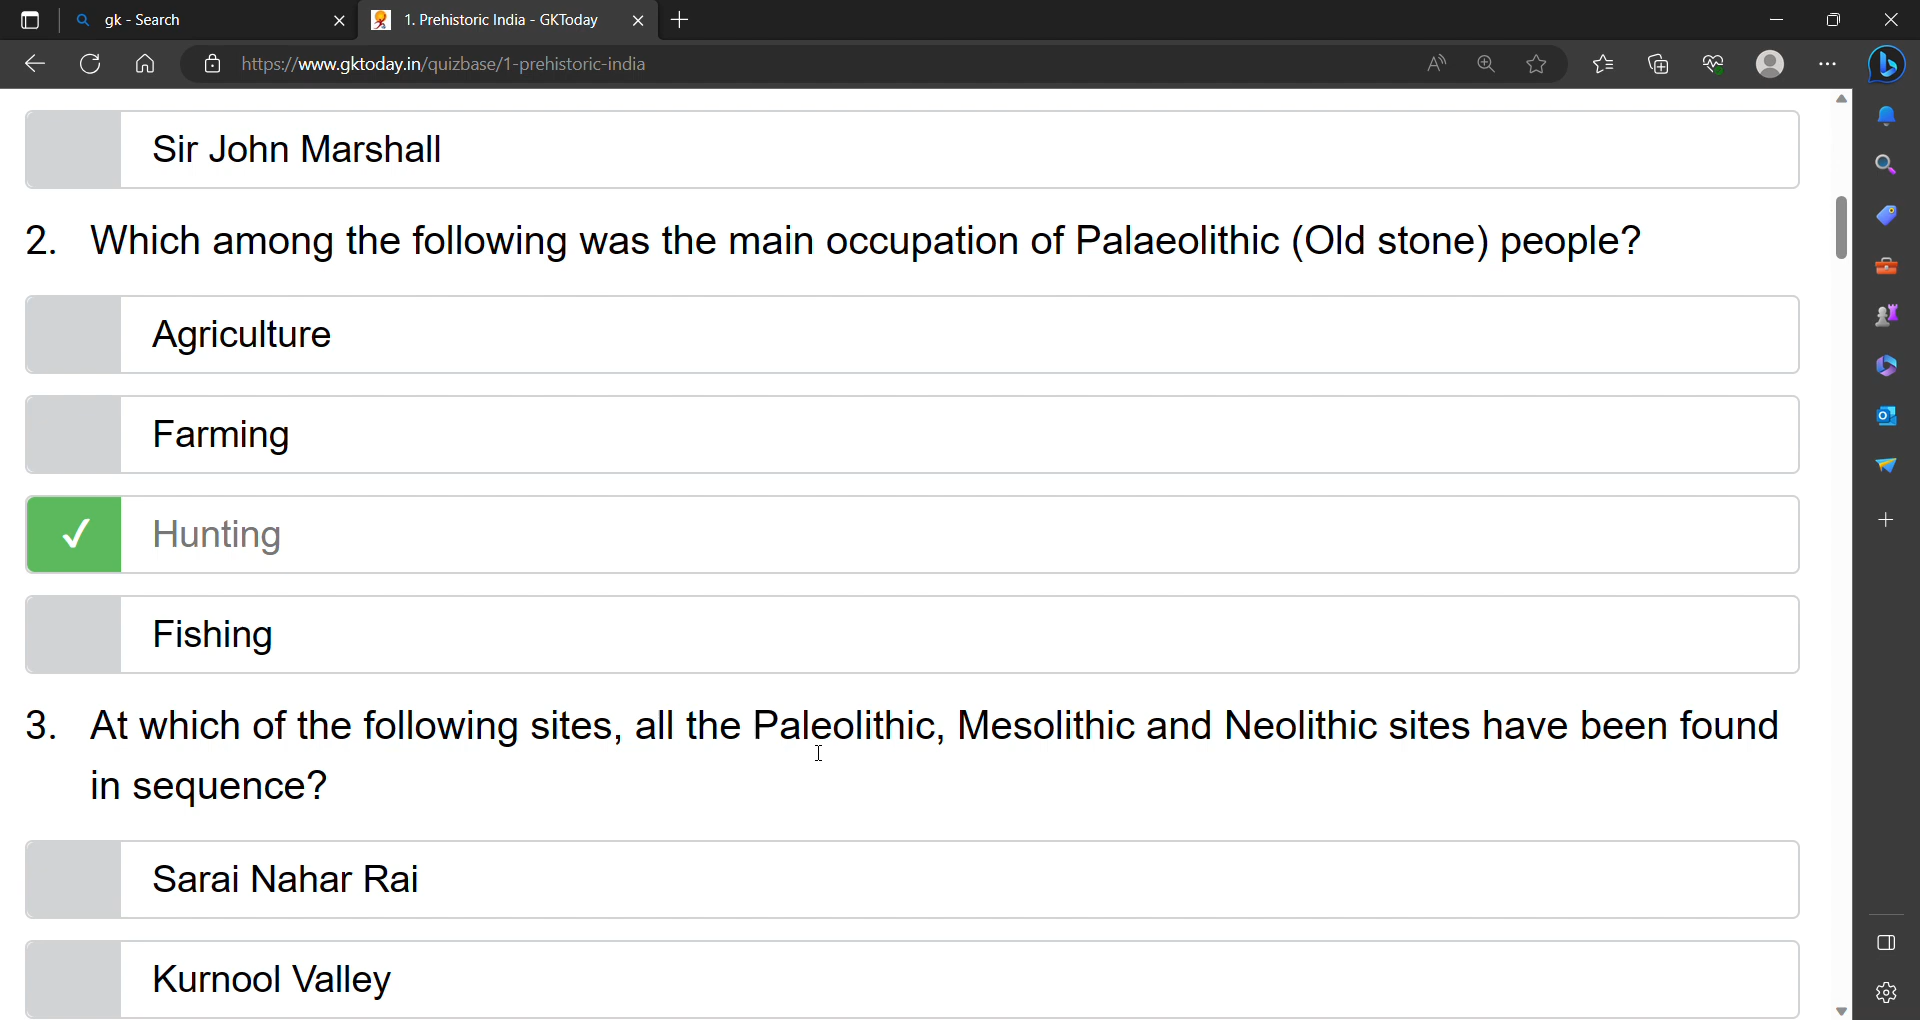 gk - Search
1. Prehistoric India - GKToday
https://www.gktoday.in/quizbase/1-prehistoric-india
Sir John Marshall
2. Which among the following was the main occupation of Palaeolithic (Old stone) people?
Agriculture
Farming
Hunting
Fishing
3. At which of the following sites, all the Paleolithic, Mesolithic and Neolithic sites have been found
in sequence?
Sarai Nahar Rai
Kurnool Valley